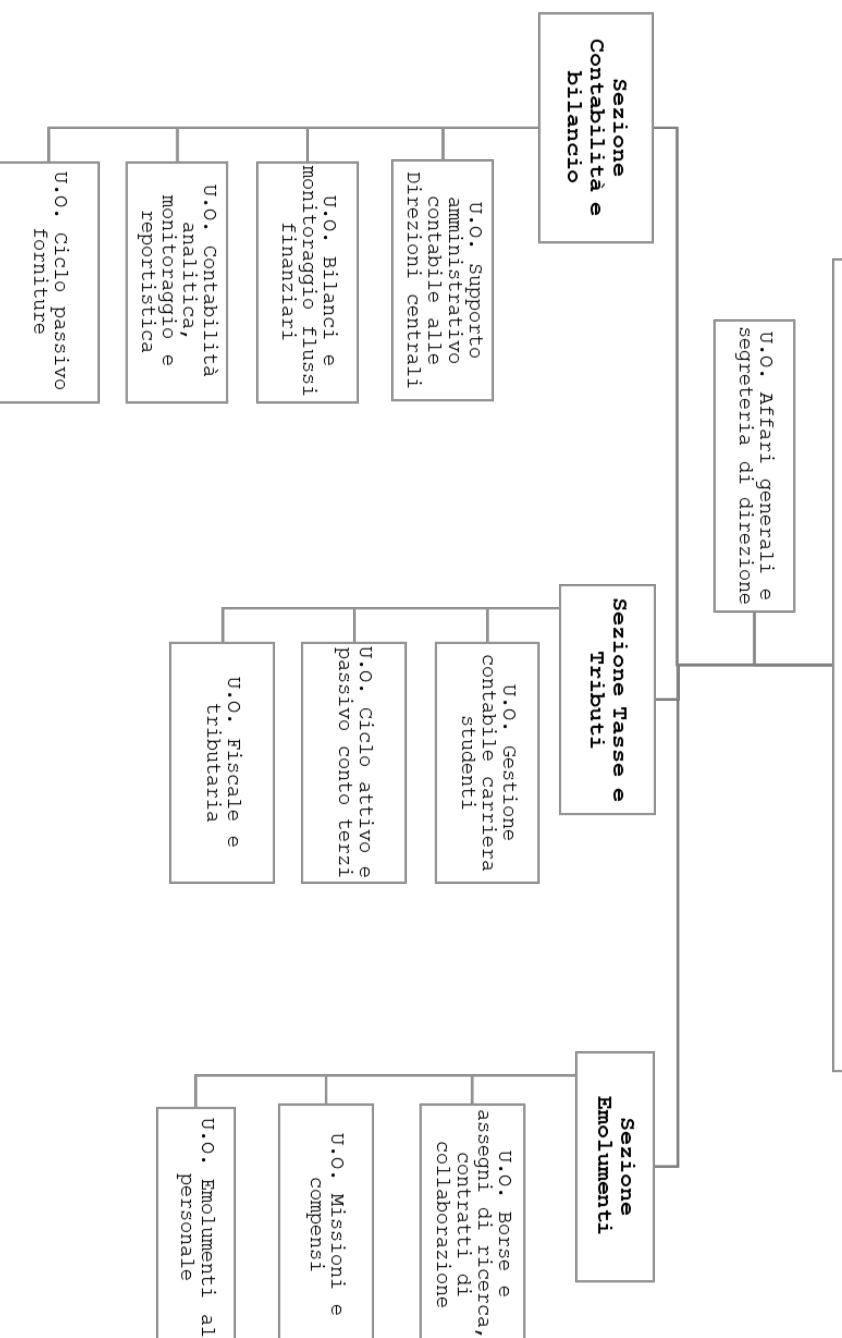 U.O. Affari generali e
segreteria di direzione
Sezione
Contabilità e
bilancio
U.O. Supporto
amministrativo
contabile alle
Direzioni centrali
U.O. Bilanci e
monitoraggio flussi
finanziari
U.O. Contabilità
analitica,
monitoraggio e
reportistica
U.O. Ciclo passivo
forniture
Sezione Tasse e
Tributi
U.O. Gestione
contabile carriera
studenti
U.O. Ciclo attivo e
passivo conto terzi
U.O. Fiscale e
tributaria
Sezione
Emolumenti
U.O. Borse e
assegni di ricerca,
contratti di
collaborazione
U.O. Missioni e
compensi
U.O. Emolumenti al
personale